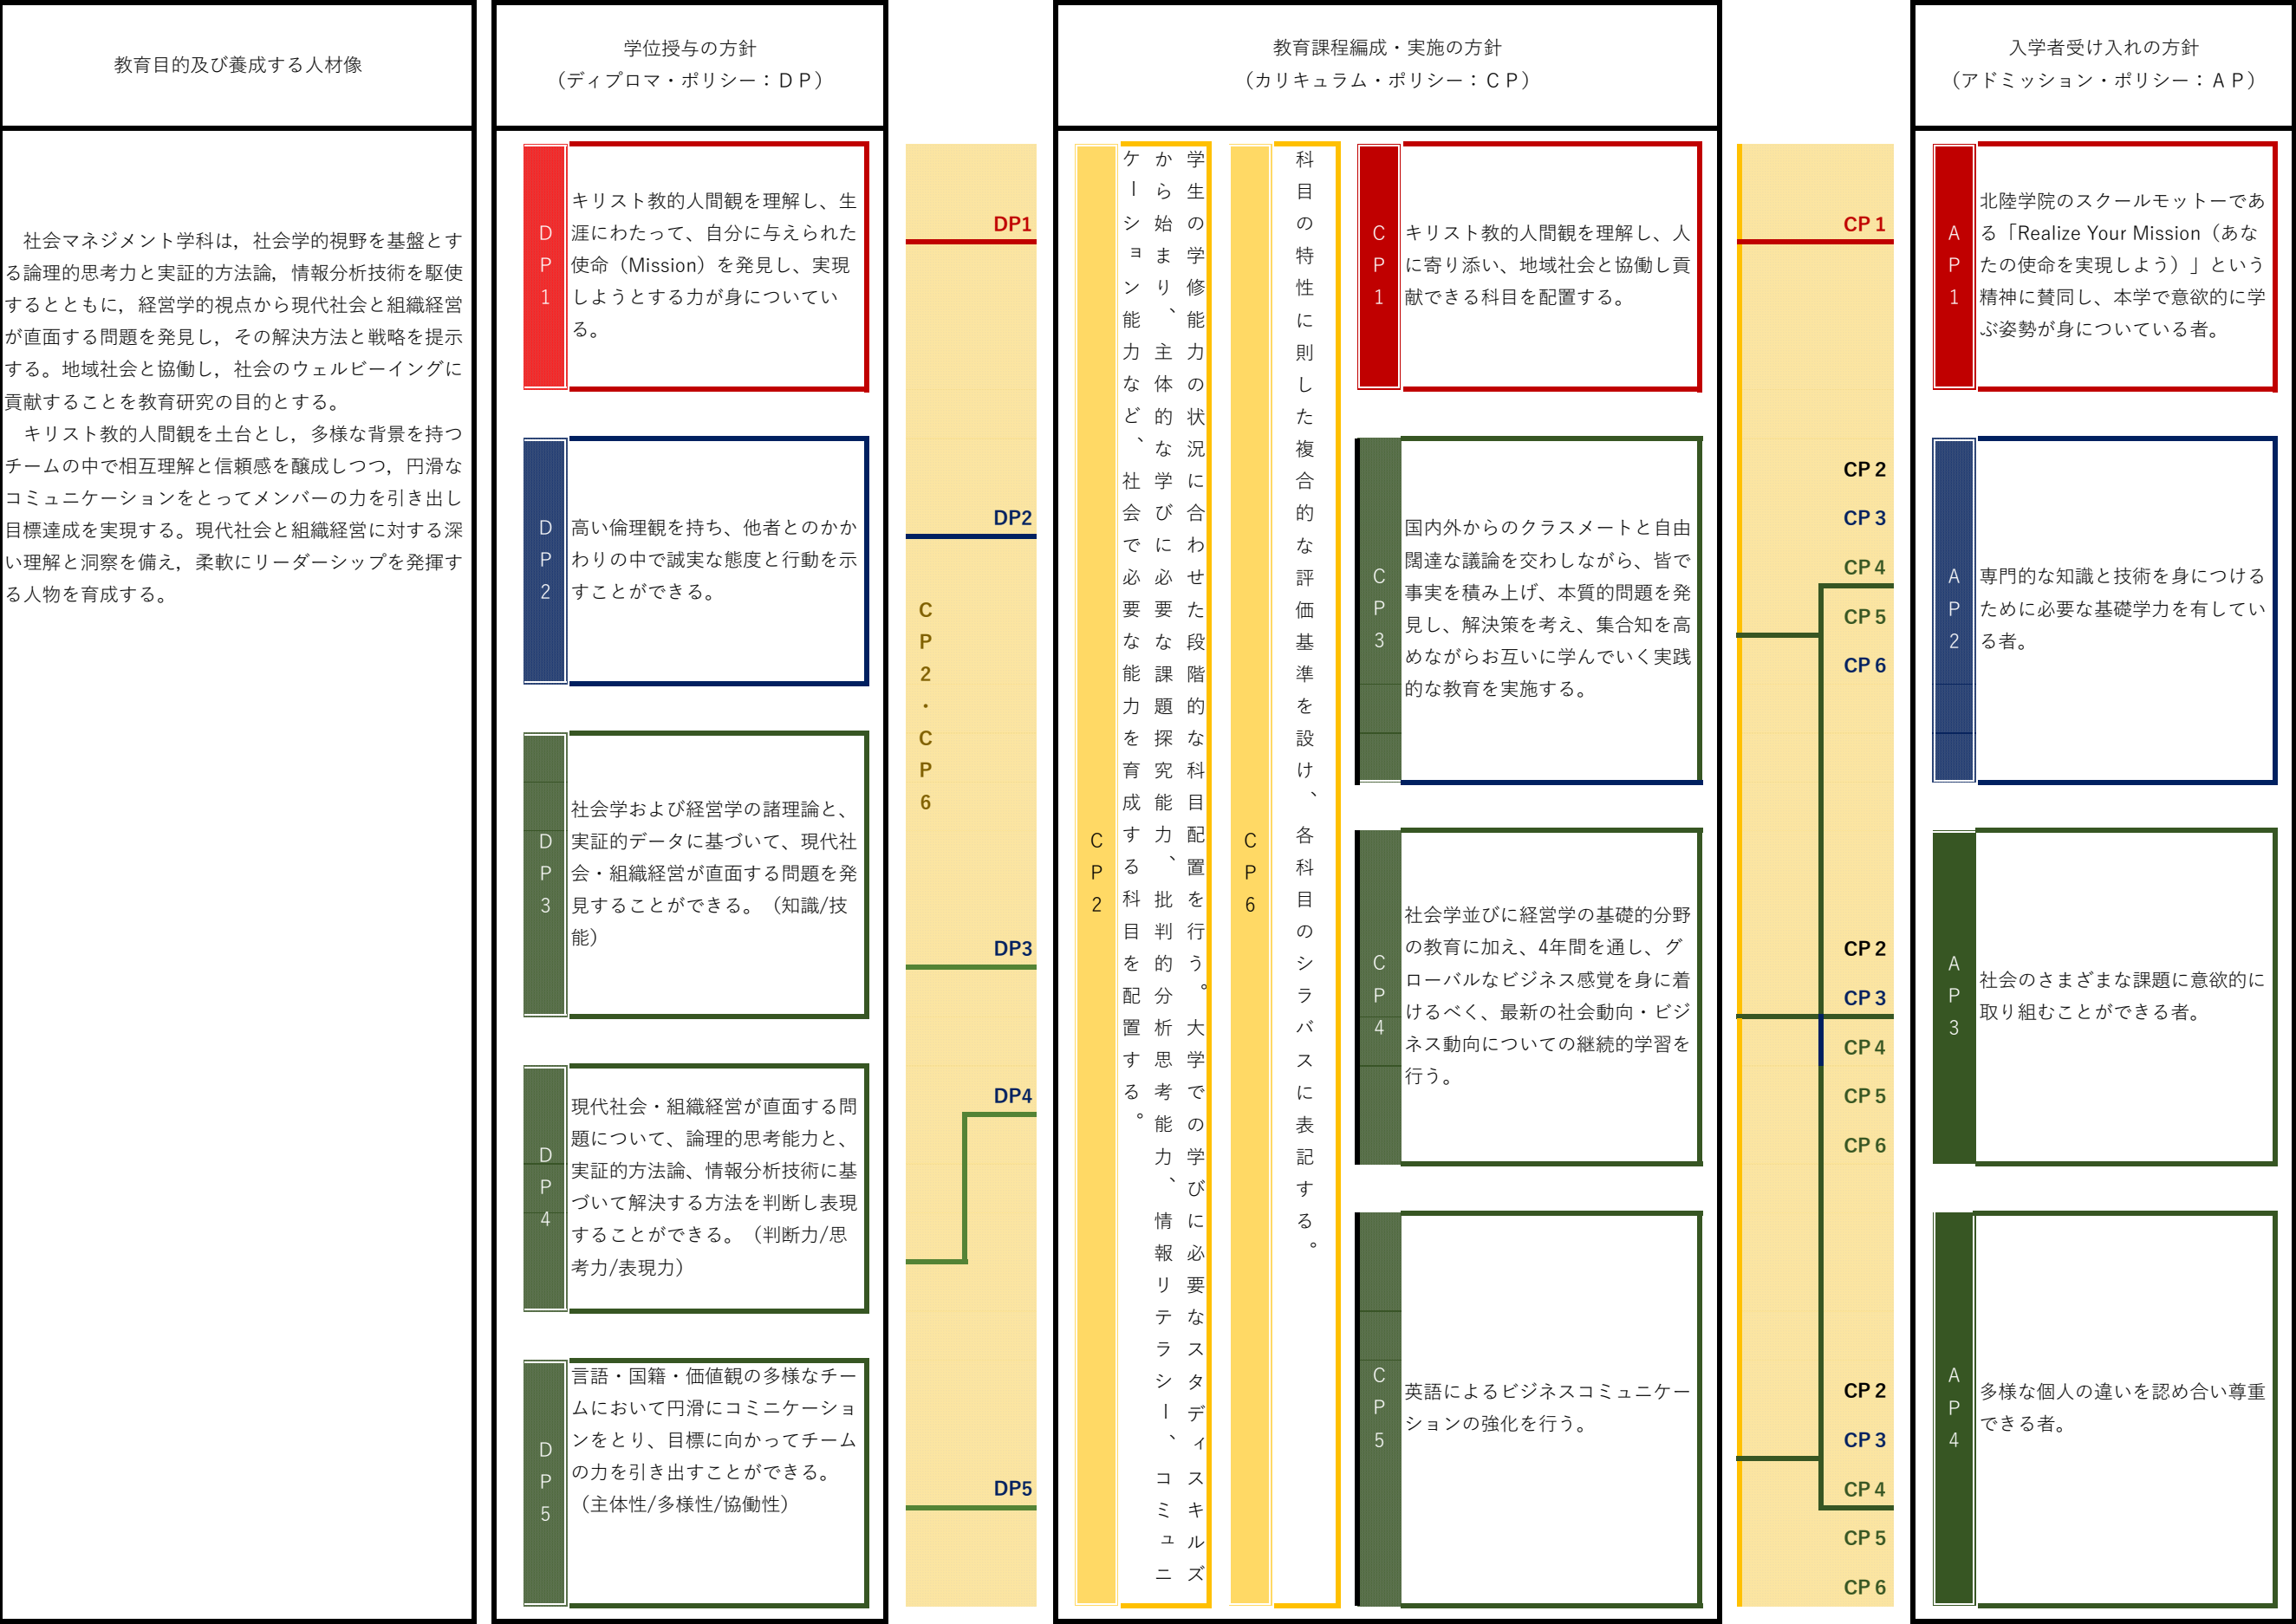 教育目的及び養成する人材像
社会マネジメント学科は，社会学的視野を基盤とす
る論理的思考力と実証的方法論，情報分析技術を駆使
するとともに，経営学的視点から現代社会と組織経営
が直面する問題を発見し，その解決方法と戦略を提示
する。地域社会と協働し，社会のウェルビーイングに
貢献することを教育研究の目的とする。
キリスト教的人間観を土台とし，多様な背景を持つ
チームの中で相互理解と信頼感を醸成しつつ，円滑な
コミュニケーションをとってメンバーの力を引き出し
目標達成を実現する。現代社会と組織経営に対する深
い理解と洞察を備え，柔軟にリーダーシップを発揮す
る人物を育成する。
学位授与の方針
（ディプロマ・ポリシー：ＤＰ）
DP1
キリスト教的人間観を理解し、生
涯にわたって、自分に与えられた
使命（Mission）を発見し、実現
しようとする力が身についてい
る。
DP2
高い倫理観を持ち、他者とのかか
わりの中で誠実な態度と行動を示
すことができる。
DP3
社会学および経営学の諸理論と、
実証的データに基づいて、現代社
会・組織経営が直面する問題を発
見することができる。（知識/技
能）
DP4
現代社会・組織経営が直面する問
題について、論理的思考能力と、
実証的方法論、情報分析技術に基
づいて解決する方法を判断し表現
することができる。（判断力/思
考力/表現力）
DP5
言語・国籍・価値観の多様なチー
ムにおいて円滑にコミニケーショ
ンをとり、目標に向かってチーム
の力を引き出すことができる。
（主体性/多様性/協働性）
CP2・CP6
DP1
DP2
DP3
DP4
DP5
教育課程編成・実施の方針
（カリキュラム・ポリシー：ＣＰ）
CP2
学生の学修能力の状況に合わせた段階的な科目配置を行う。大学での学びに必要なスタディスキルズ
から始まり、主体的な学びに必要な課題探究能力、批判的分析思考能力、情報リテラシー、コミュニ
ケーション能力など、社会で必要な能力を育成する科目を配置する。
CP6
科目の特性に則した複合的な評価基準を設け、各科目のシラバスに表記する。
CP1
キリスト教的人間観を理解し、人
に寄り添い、地域社会と協働し貢
献できる科目を配置する。
CP3
国内外からのクラスメートと自由
闊達な議論を交わしながら、皆で
事実を積み上げ、本質的問題を発
見し、解決策を考え、集合知を高
めながらお互いに学んでいく実践
的な教育を実施する。
CP4
社会学並びに経営学の基礎的分野
の教育に加え、4年間を通し、グ
ローバルなビジネス感覚を身に着
けるべく、最新の社会動向・ビジ
ネス動向についての継続的学習を
行う。
CP5
英語によるビジネスコミュニケー
ションの強化を行う。
CP 1
CP 2
CP 3
CP 4
CP 5
CP 6
CP 2
CP 3
CP 4
CP 5
CP 6
CP 2
CP 3
CP 4
CP 5
CP 6
入学者受け入れの方針
（アドミッション・ポリシー：ＡＰ）
AP1
北陸学院のスクールモットーであ
る「Realize Your Mission（あな
たの使命を実現しよう）」という
精神に賛同し、本学で意欲的に学
ぶ姿勢が身についている者。
AP2
専門的な知識と技術を身につける
ために必要な基礎学力を有してい
る者。
AP3
社会のさまざまな課題に意欲的に
取り組むことができる者。
AP4
多様な個人の違いを認め合い尊重
できる者。